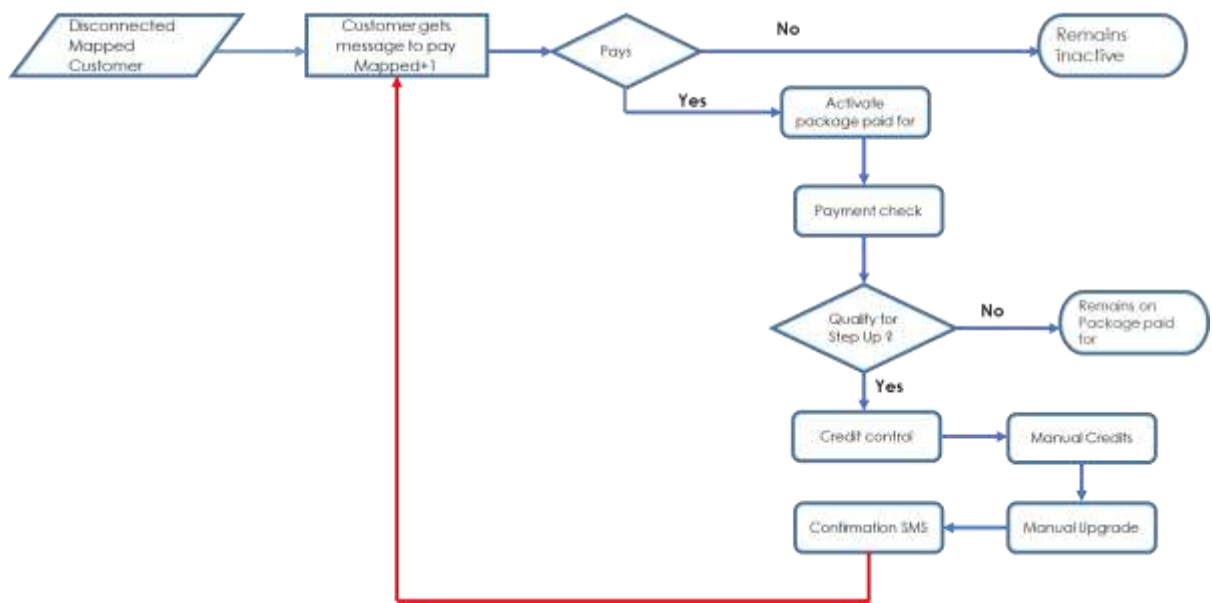 Disconnected
Mapped
Customer
Customer gets
message to pay
Mapped+1
Pays
No
Remains
inactive
Yes
Activate
package paid for
Payment check
Qualify for
Step Up ?
No
Remains on
Package paid
for
Yes
Credit control
Manual Credits
Confirmation SMS
Manual Upgrade